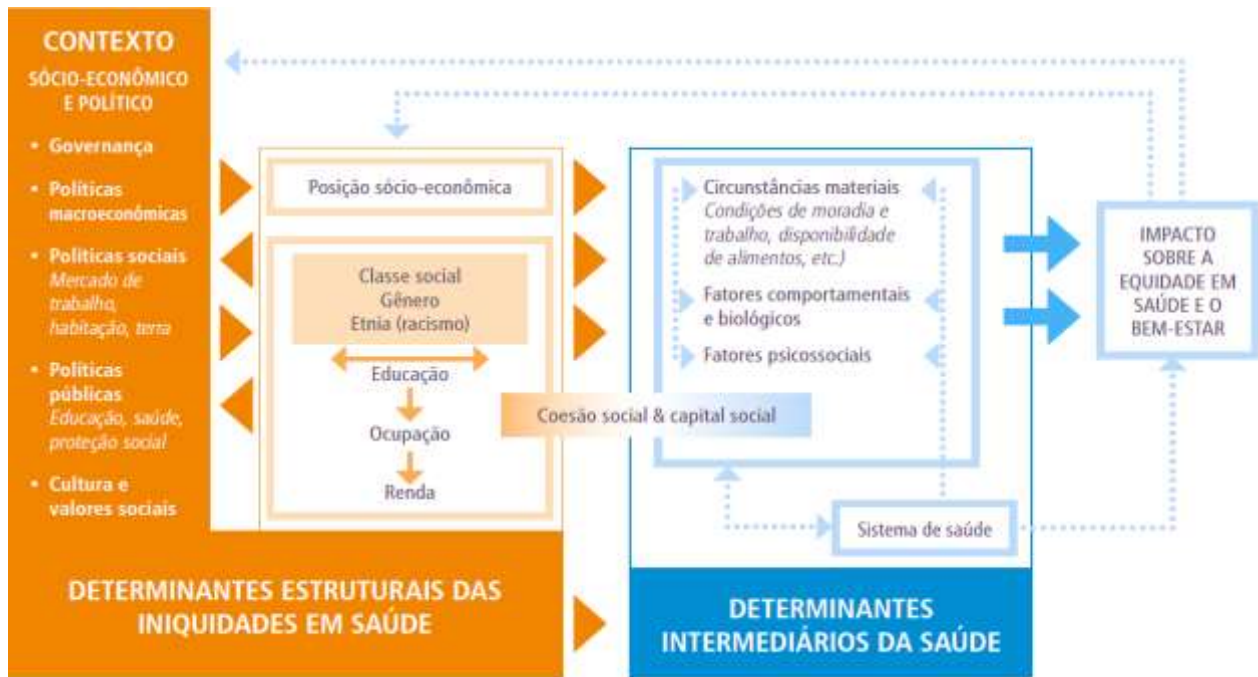 CONTEXTO
SÓCIO-ECONÔMICO
E POLÍTICO
• Governança
• Políticas
macroeconômicas
• Políticas sociais
Mercado de
trabalho,
habitação, terra
• Políticas
públicas
Educação, saúde,
proteção social
• Cultura e
valores sociais
Posição sócio-econômica
Classe social
Gênero
Etnia (racismo)
Educação
Ocupação
Renda
Coesão social & capital social
Circunstâncias materiais
Condições de moradia e
trabalho, disponibilidade
de alimentos, etc.)
Fatores comportamentais
e biológicos
Fatores psicossociais
Sistema de saúde
IMPACTO
SOBRE A
EQUIDADE EM
SAÚDE E O
BEM-ESTAR
DETERMINANTES ESTRUTURAIS DAS
INIQUIDADES EM SAÚDE
DETERMINANTES
INTERMEDIÁRIOS DA SAÚDE